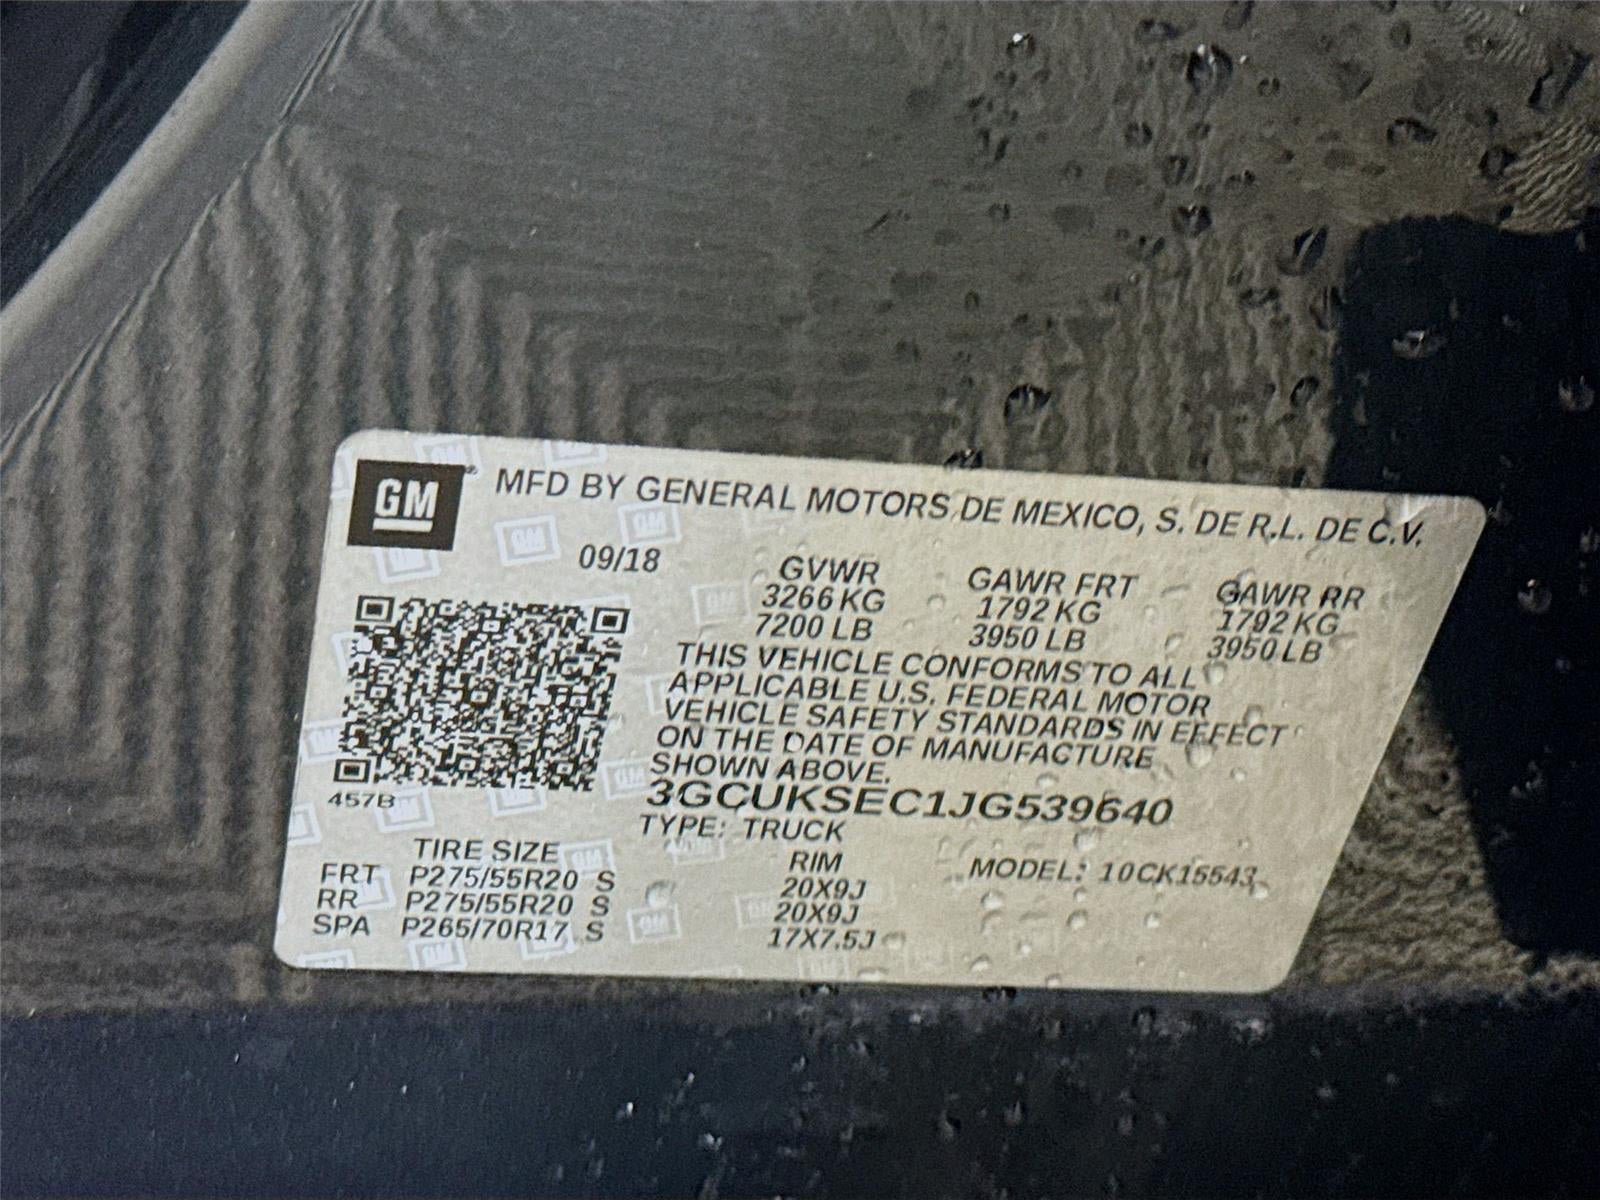 GM MFD BY GENERAL MOTORS DE MEXICO, S. DE R.L. DE C.V.
09/18
GVWR GAWR FRT GAWR RR
3266 KG 1792 KG 1792 KG
7200 LB 3950 LB 3950 LB
THIS VEHICLE CONFORMS TO ALL
APPLICABLE U.S. FEDERAL MOTOR
VEHICLE SAFETY STANDARDS IN EFFECT
ON THE DATE OF MANUFACTURE
SHOWN ABOVE.
457B
3GCUKSEC1JG539640
TYPE: TRUCK
TIRE SIZE RIM MODEL: 10CK15543
FRT P275/55R20 S 20X9J
RR P275/55R20 S 20X9J
SPA P265/70R17 S 17X7.5J